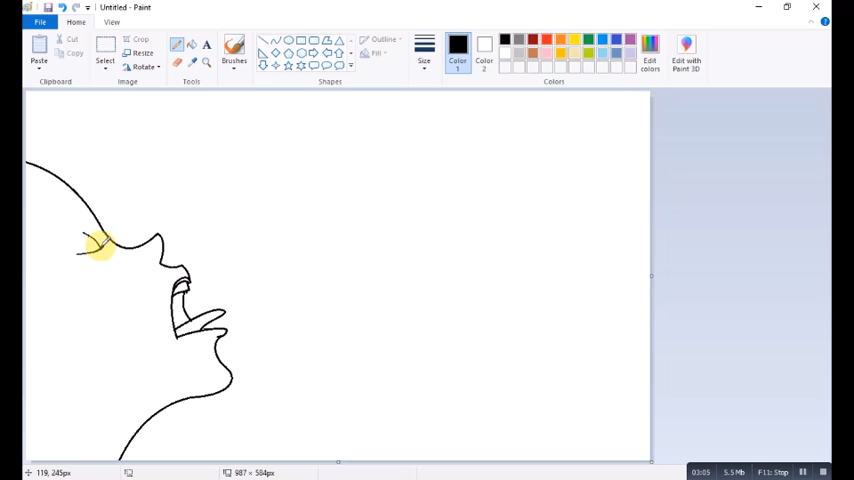 Untitled - Paint
File Home View
Paste
Cut
Copy
Clipboard
Select
Crop
Resize
Rotate
Image
A
Tools
Brushes
Outline
Fill
Shapes
Size
Color
1
Color
2
Edit
colors
Colors
Edit with
Paint 3D
119, 245px
987 × 584px
03:05 5.5 Mb F11: Stop